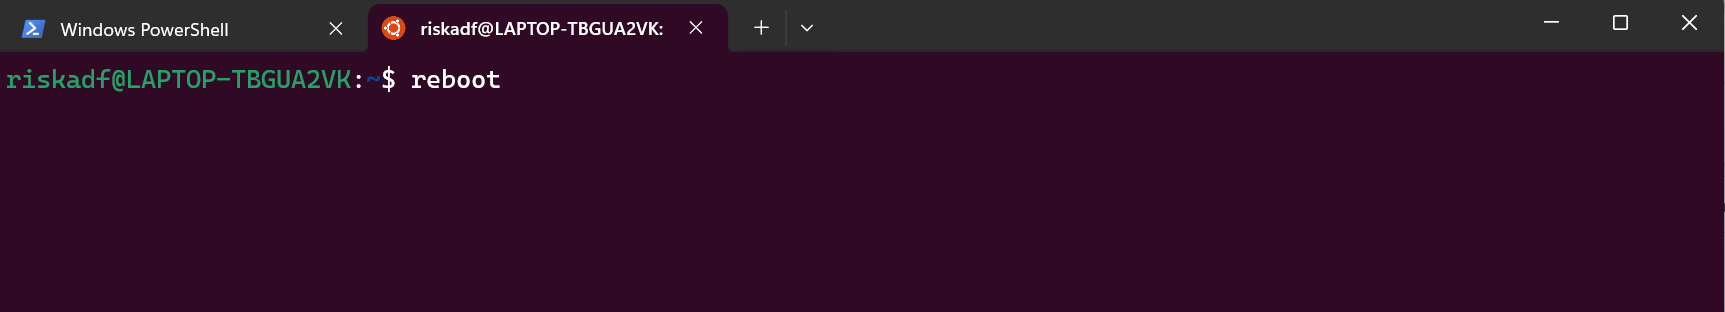 Windows PowerShell
riskadf@LAPTOP-TBGUA2VK:
riskadf@LAPTOP-TBGUA2VK:~$ reboot